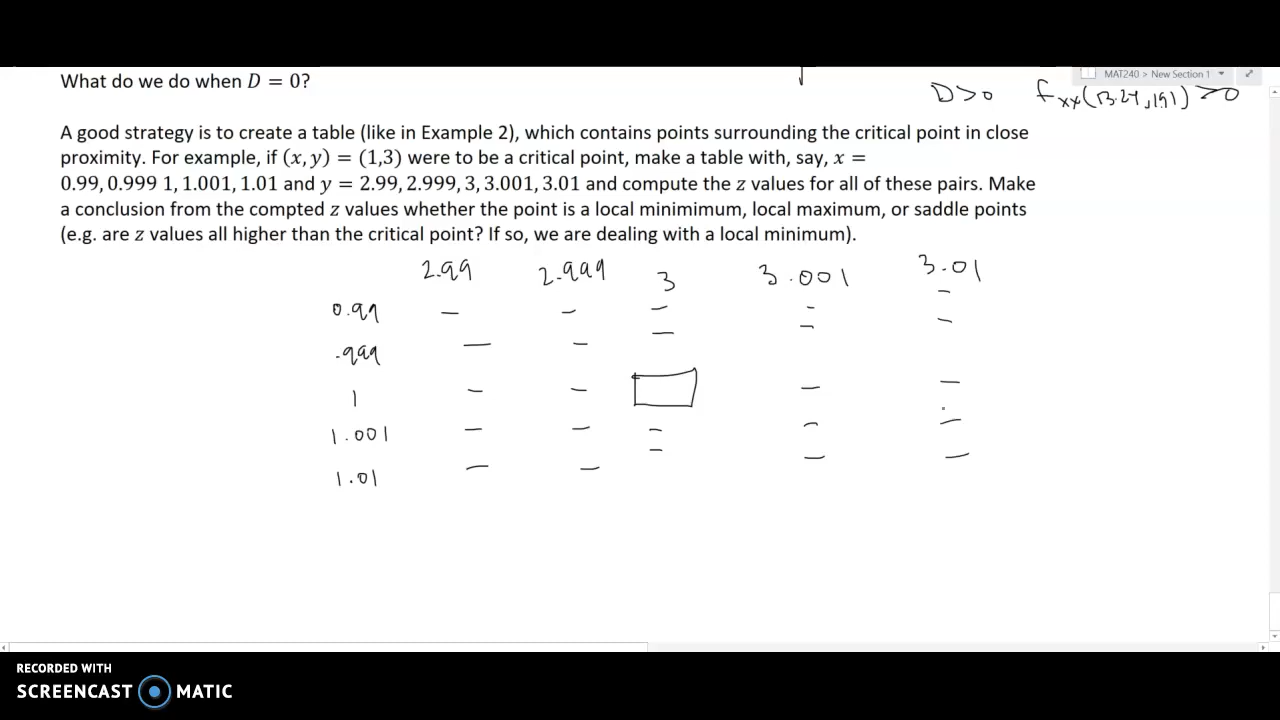 What do we do when D = 0?
MAT240 > New Section 1
D>0 f_xx(13.24,191)>0
A good strategy is to create a table (like in Example 2), which contains points surrounding the critical point in close
proximity. For example, if (x, y) = (1,3) were to be a critical point, make a table with, say, x =
0.99, 0.999 1, 1.001, 1.01 and y = 2.99, 2.999, 3, 3.001, 3.01 and compute the z values for all of these pairs. Make
a conclusion from the compted z values whether the point is a local minimimum, local maximum, or saddle points
(e.g. are z values all higher than the critical point? If so, we are dealing with a local minimum).
2.99 2.999 3 3.001 3.01
0.99 – – – – –
.999 – – – – –
1 – – – –
1.001 – – – – –
1.01 – – – – –
RECORDED WITH
SCREENCAST MATIC